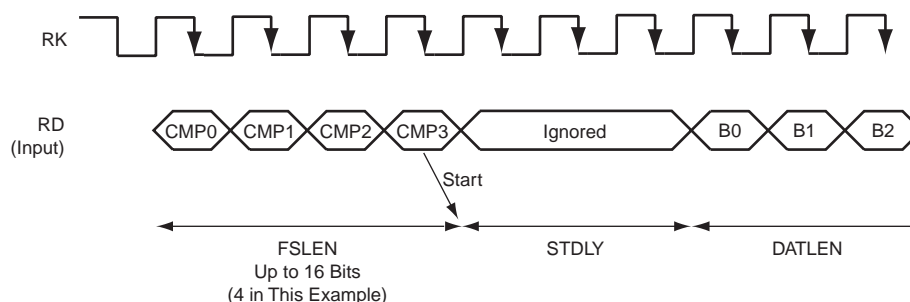 RK
RD
(Input)
CMP0 CMP1 CMP2 CMP3 Ignored B0 B1 B2
Start
FSLEN STDLY DATLEN
Up to 16 Bits
(4 in This Example)